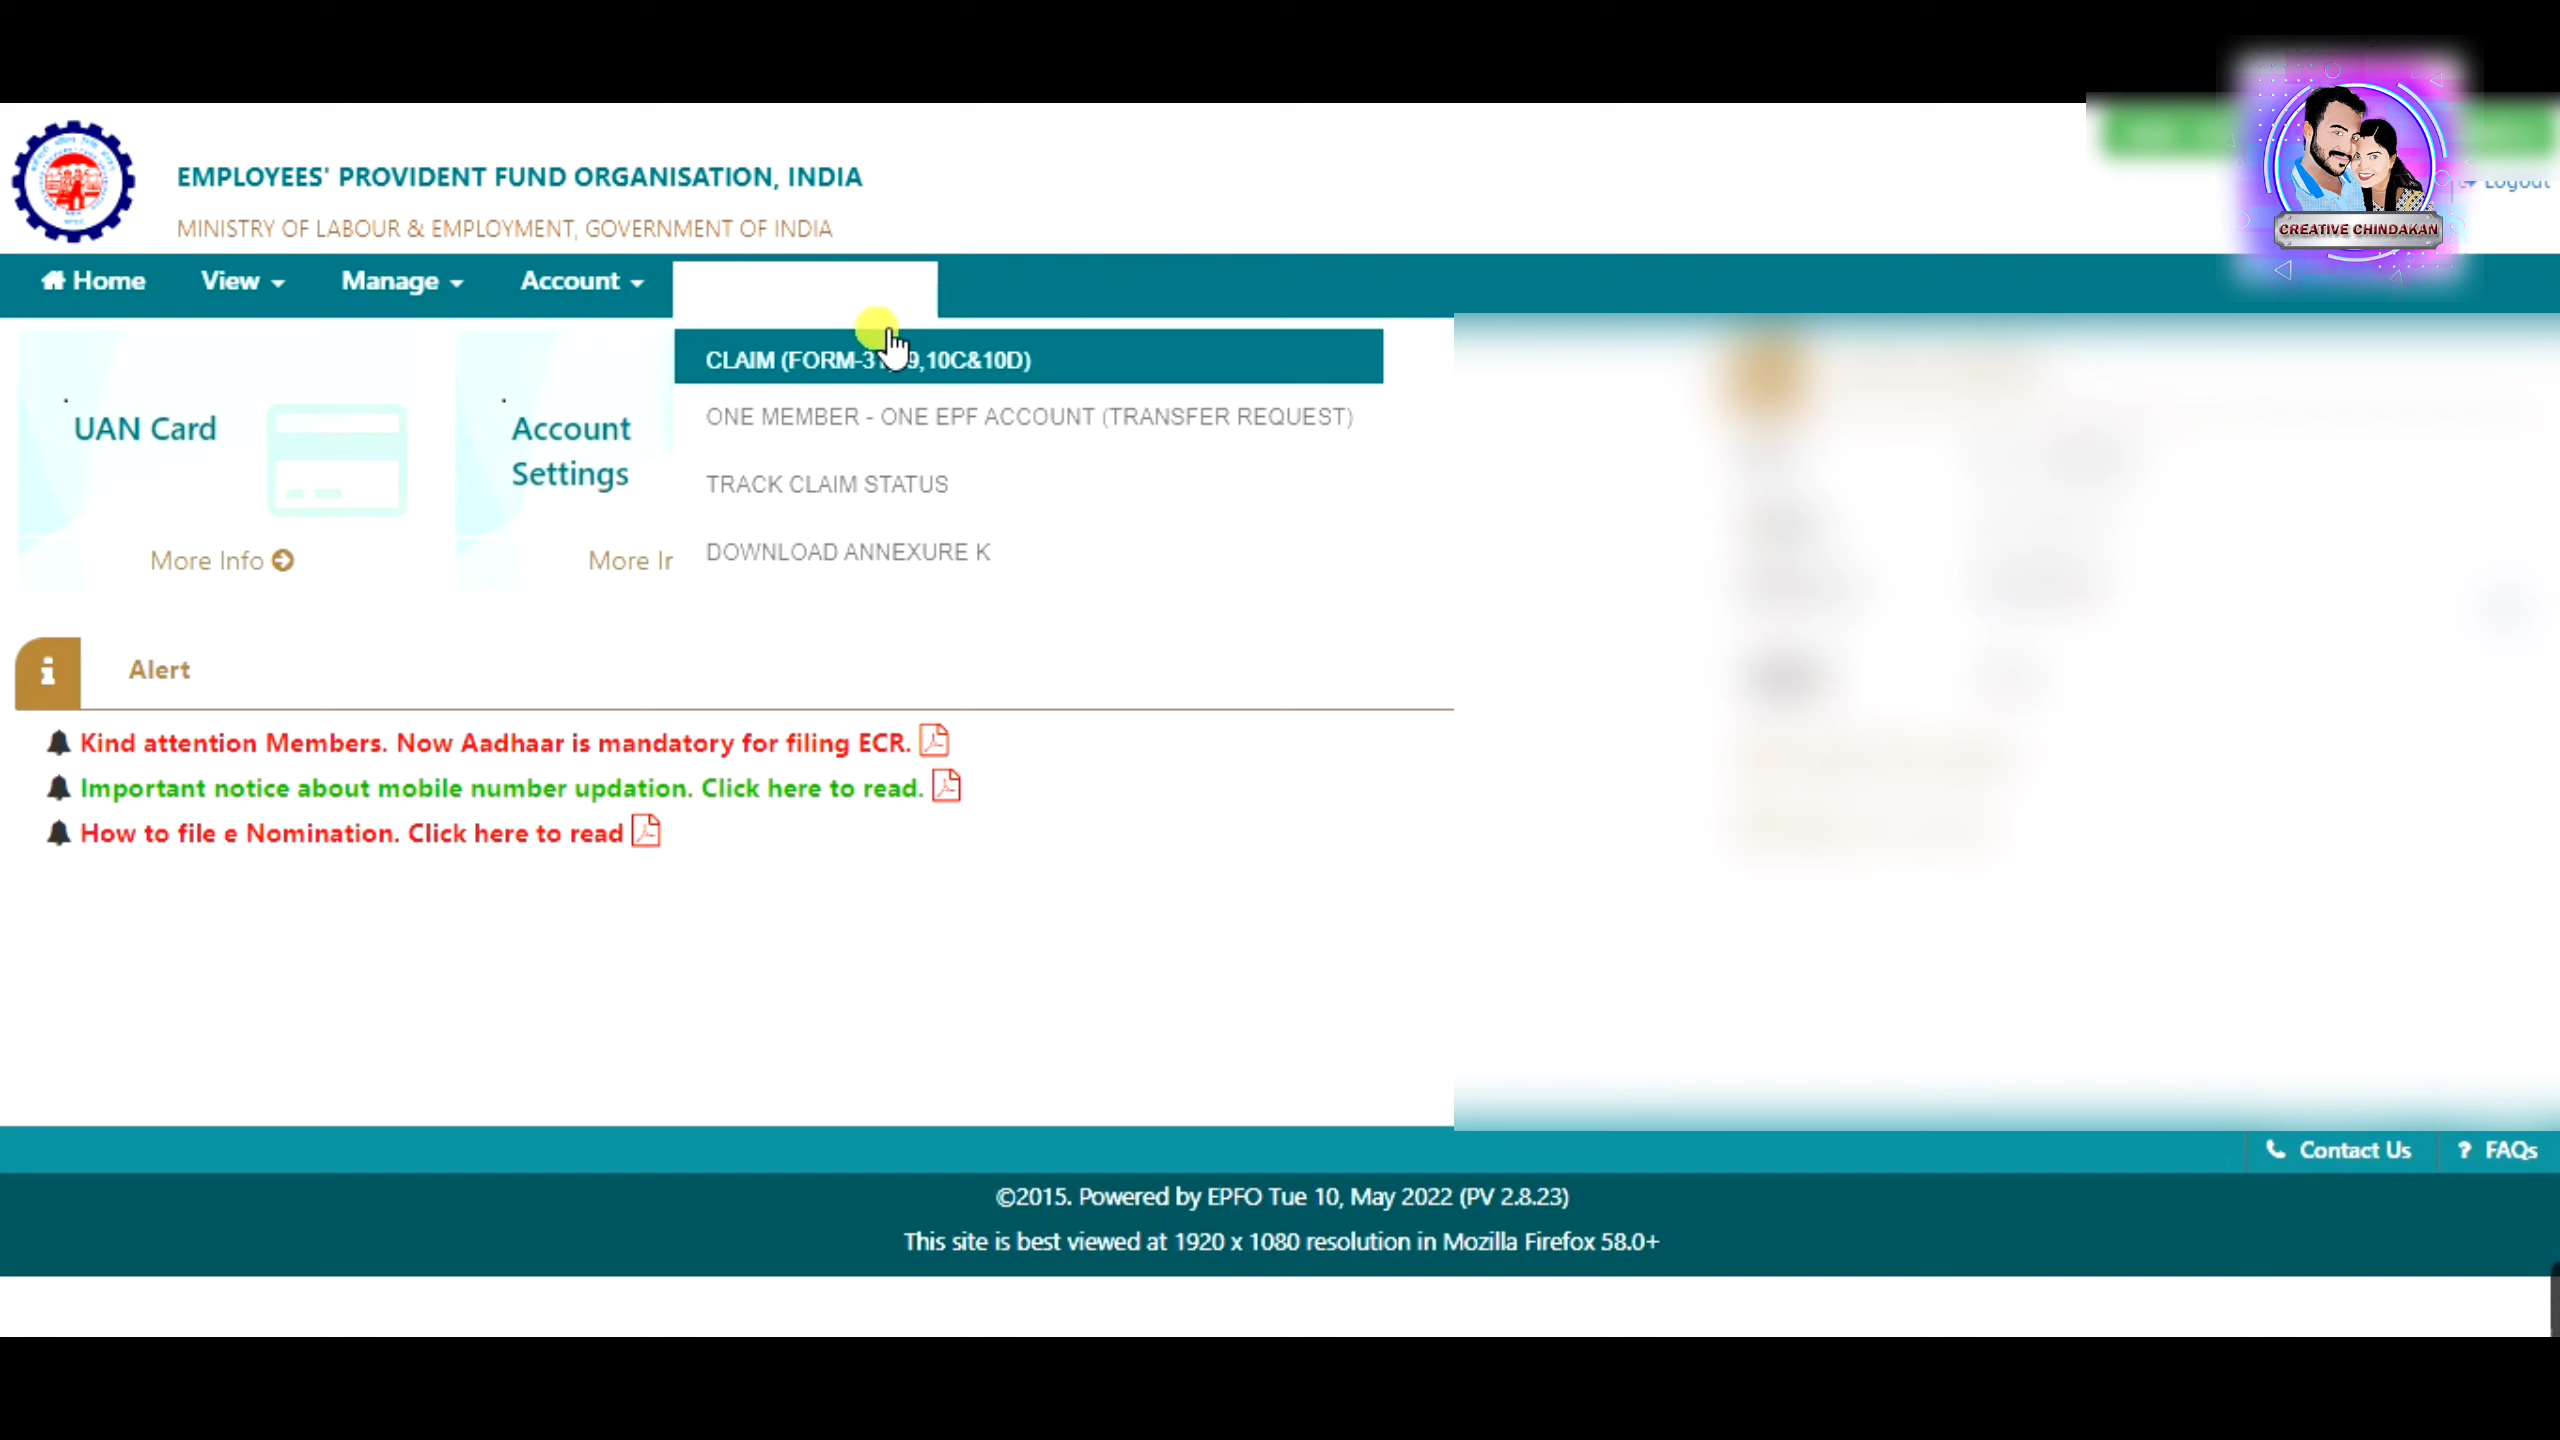 EMPLOYEES' PROVIDENT FUND ORGANISATION, INDIA
MINISTRY OF LABOUR & EMPLOYMENT, GOVERNMENT OF INDIA
CREATIVE CHINDAKAN
Logout
Home View Manage Account
CLAIM (FORM-31,19,10C&10D)
ONE MEMBER - ONE EPF ACCOUNT (TRANSFER REQUEST)
TRACK CLAIM STATUS
DOWNLOAD ANNEXURE K
UAN Card
More Info
Account
Settings
More Ir
Alert
Kind attention Members. Now Aadhaar is mandatory for filing ECR.
Important notice about mobile number updation. Click here to read.
How to file e Nomination. Click here to read
Contact Us ? FAQs
©2015. Powered by EPFO Tue 10, May 2022 (PV 2.8.23)
This site is best viewed at 1920 x 1080 resolution in Mozilla Firefox 58.0+